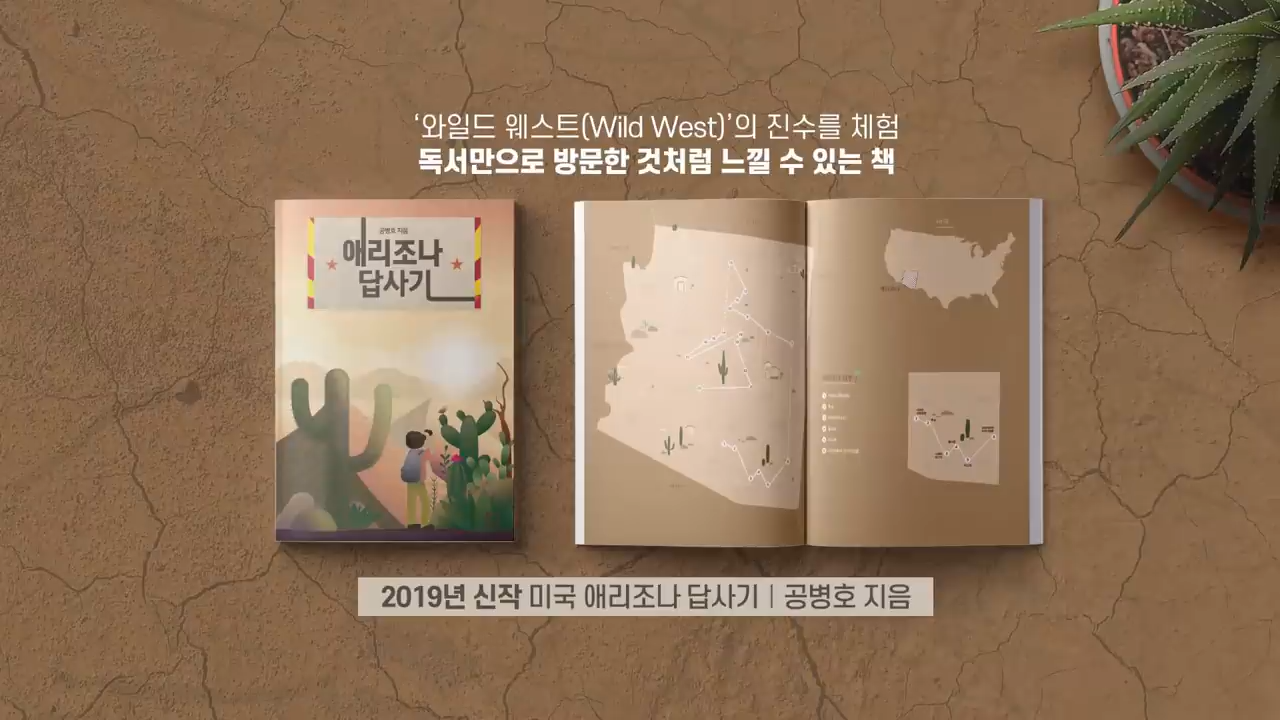 ‘와일드 웨스트(Wild West)’의 진수를 체험
독서만으로 방문한 것처럼 느낄 수 있는 책
공병호 지음
애리조나
답사기
2019년 신작 미국 애리조나 답사기 | 공병호 지음